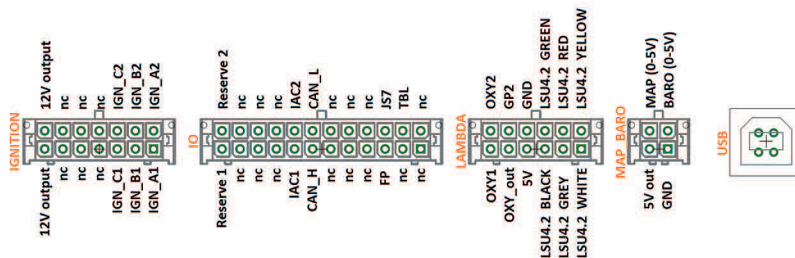 IGNITION
12V output
nc
nc
nc
IGN_C2
IGN_B2
IGN_A2
12V output
nc
nc
nc
IGN_C1
IGN_B1
IGN_A1
IO
Reserve 2
nc
nc
nc
IAC2
CAN_L
nc
nc
nc
JS7
TBL
nc
Reserve 1
nc
nc
nc
IAC1
CAN_H
nc
nc
nc
FP
nc
nc
LAMBDA
OXY2
GP2
GND
LSU4.2 GREEN
LSU4.2 RED
LSU4.2 YELLOW
OXY1
OXY_out
5V
LSU4.2 BLACK
LSU4.2 GREY
LSU4.2 WHITE
MAP_BARO
MAP (0-5V)
BARO (0-5V)
5V out
GND
USB